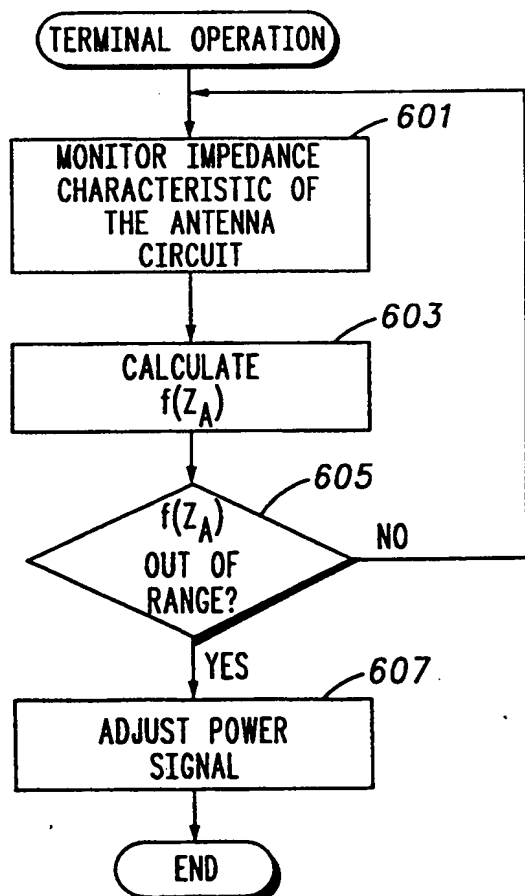 TERMINAL OPERATION
601
MONITOR IMPEDANCE
CHARACTERISTIC OF
THE ANTENNA
CIRCUIT
603
CALCULATE
f(Z_A)
605
f(Z_A)
OUT OF
RANGE?
NO
YES
607
ADJUST POWER
SIGNAL
END